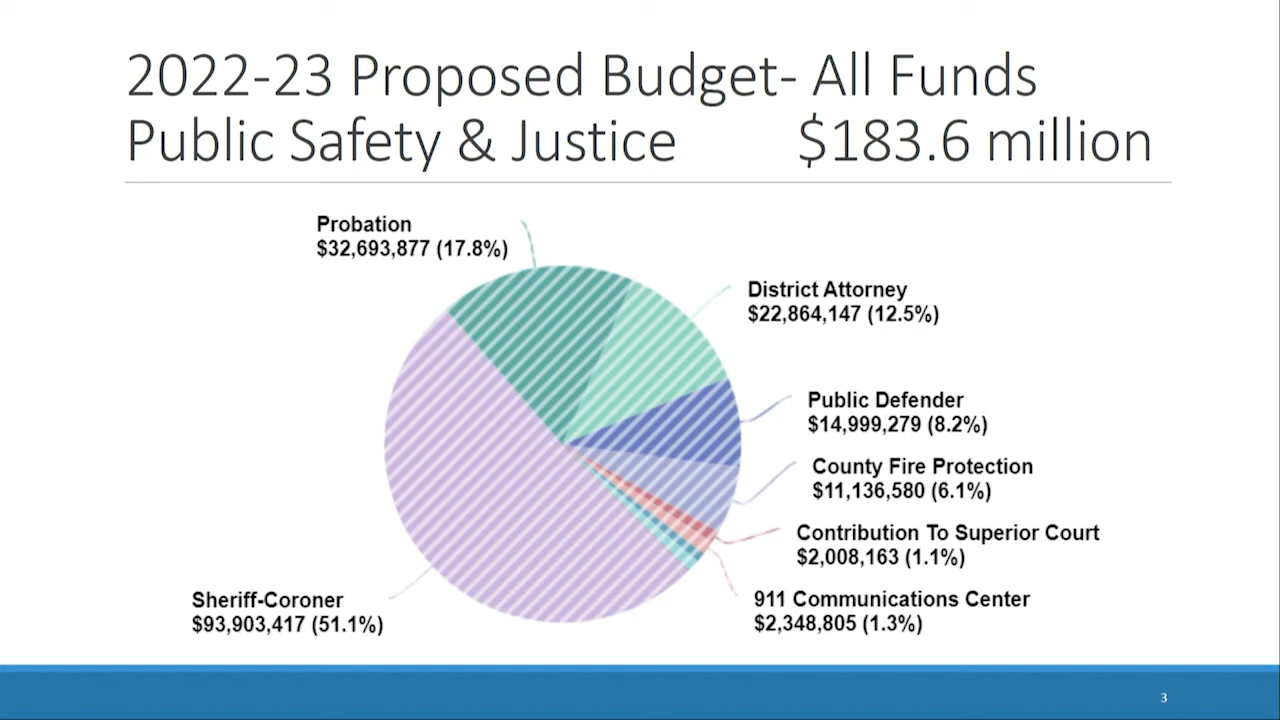 2022-23 Proposed Budget- All Funds
Public Safety & Justice $183.6 million
Probation
$32,693,877 (17.8%)
District Attorney
$22,864,147 (12.5%)
Public Defender
$14,999,279 (8.2%)
County Fire Protection
$11,136,580 (6.1%)
Contribution To Superior Court
$2,008,163 (1.1%)
911 Communications Center
$2,348,805 (1.3%)
Sheriff-Coroner
$93,903,417 (51.1%)
3